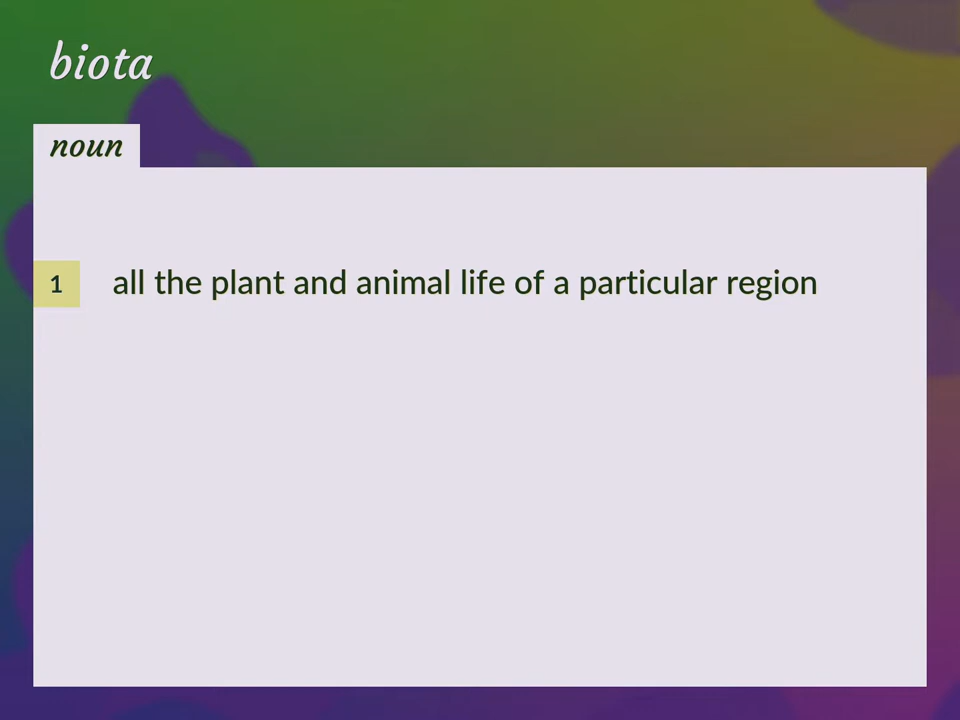 biota
noun
1 all the plant and animal life of a particular region